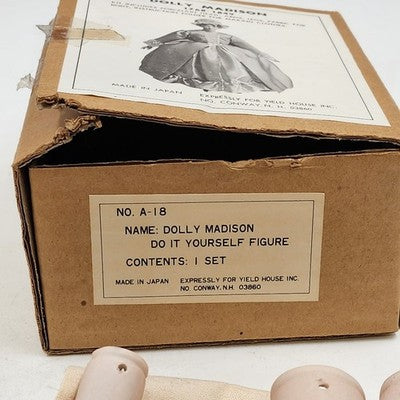 DOLLY MADISON
MADE IN JAPAN EXPRESSLY FOR YIELD HOUSE INC.
NO. CONWAY, N. H. 03860
NO. A-18
NAME: DOLLY MADISON
DO IT YOURSELF FIGURE
CONTENTS: 1 SET
MADE IN JAPAN EXPRESSLY FOR YIELD HOUSE INC.
NO. CONWAY, N.H. 03860